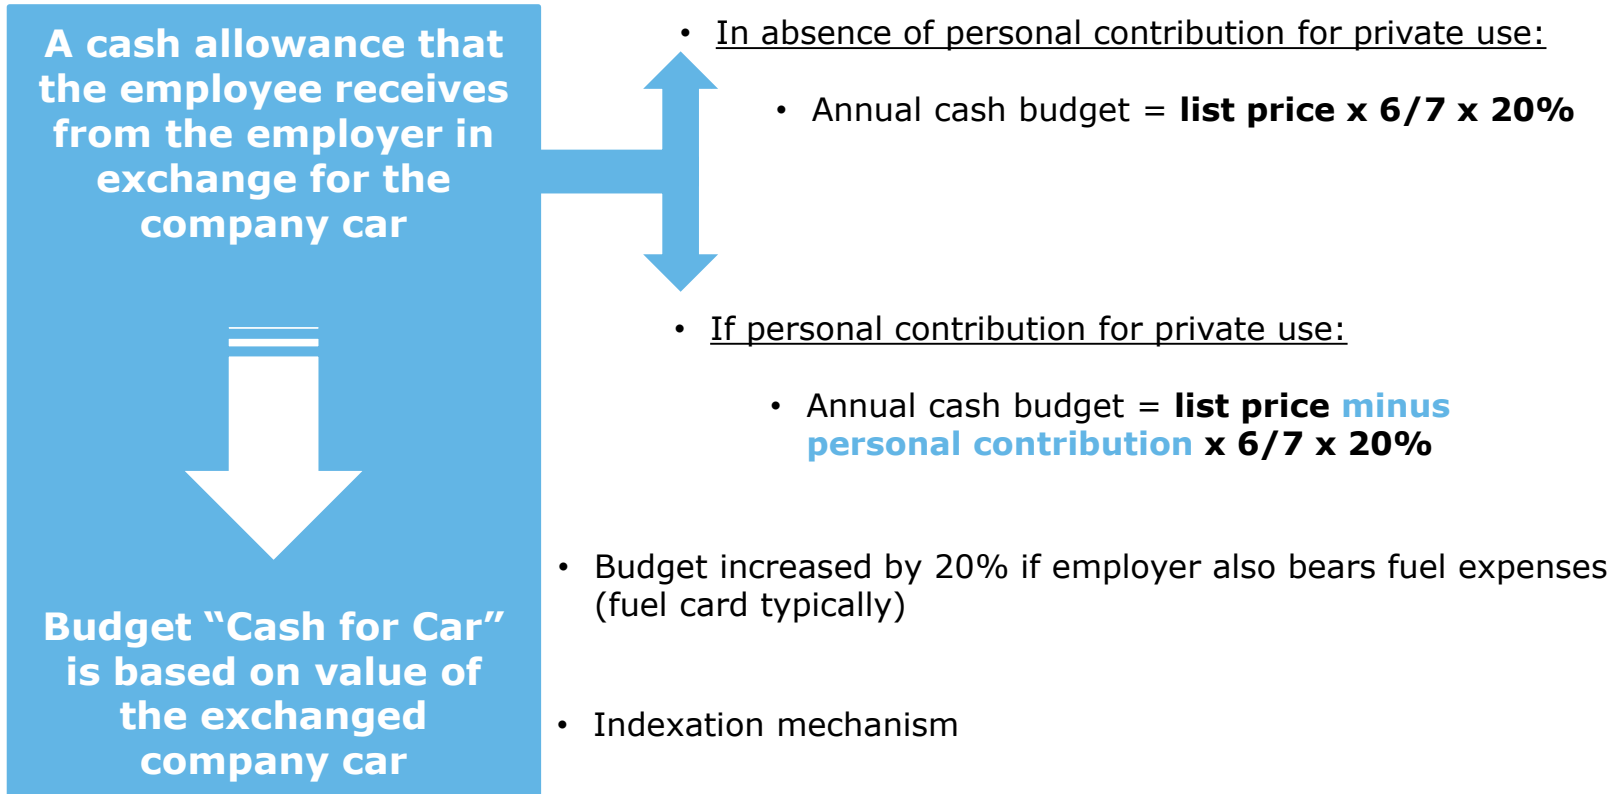 A cash allowance that
the employee receives
from the employer in
exchange for the
company car
Budget “Cash for Car”
is based on value of
the exchanged
company car
• In absence of personal contribution for private use:
• Annual cash budget = list price x 6/7 x 20%
• If personal contribution for private use:
• Annual cash budget = list price minus
personal contribution x 6/7 x 20%
• Budget increased by 20% if employer also bears fuel expenses
(fuel card typically)
• Indexation mechanism